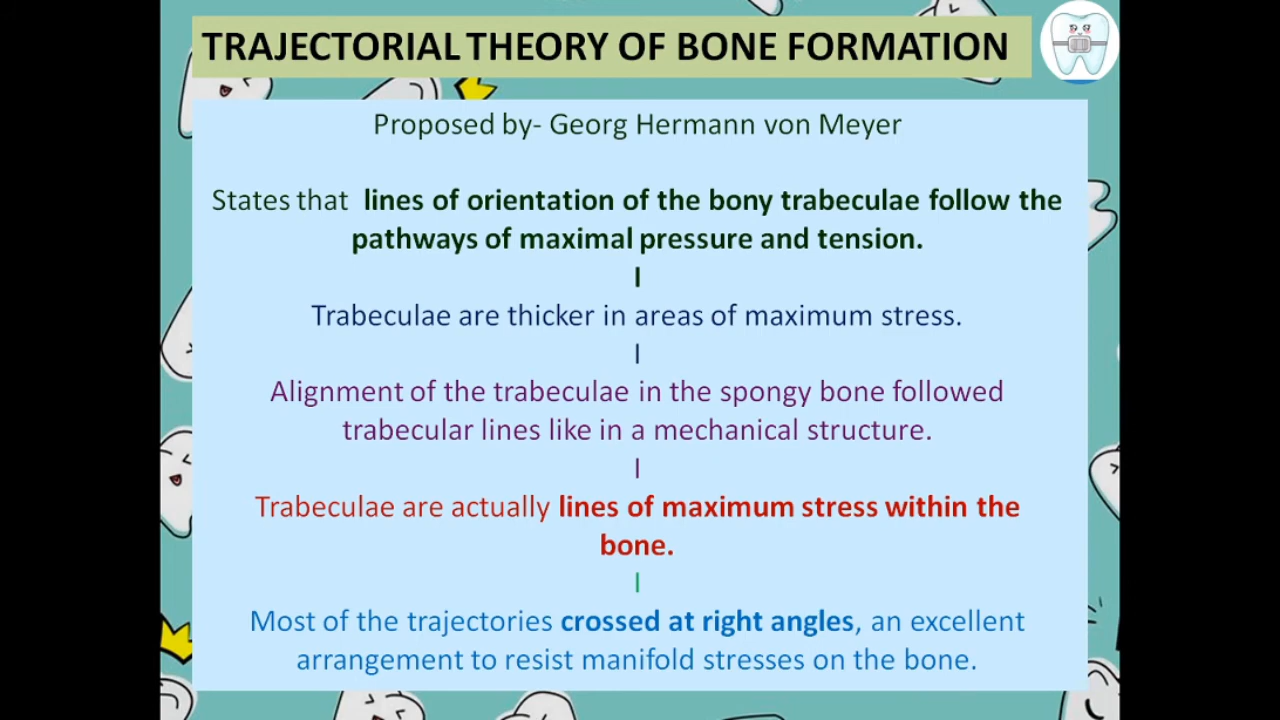 TRAJECTORIAL THEORY OF BONE FORMATION
Proposed by- Georg Hermann von Meyer
States that lines of orientation of the bony trabeculae follow the
pathways of maximal pressure and tension.
I
Trabeculae are thicker in areas of maximum stress.
I
Alignment of the trabeculae in the spongy bone followed
trabecular lines like in a mechanical structure.
I
Trabeculae are actually lines of maximum stress within the
bone.
I
Most of the trajectories crossed at right angles, an excellent
arrangement to resist manifold stresses on the bone.